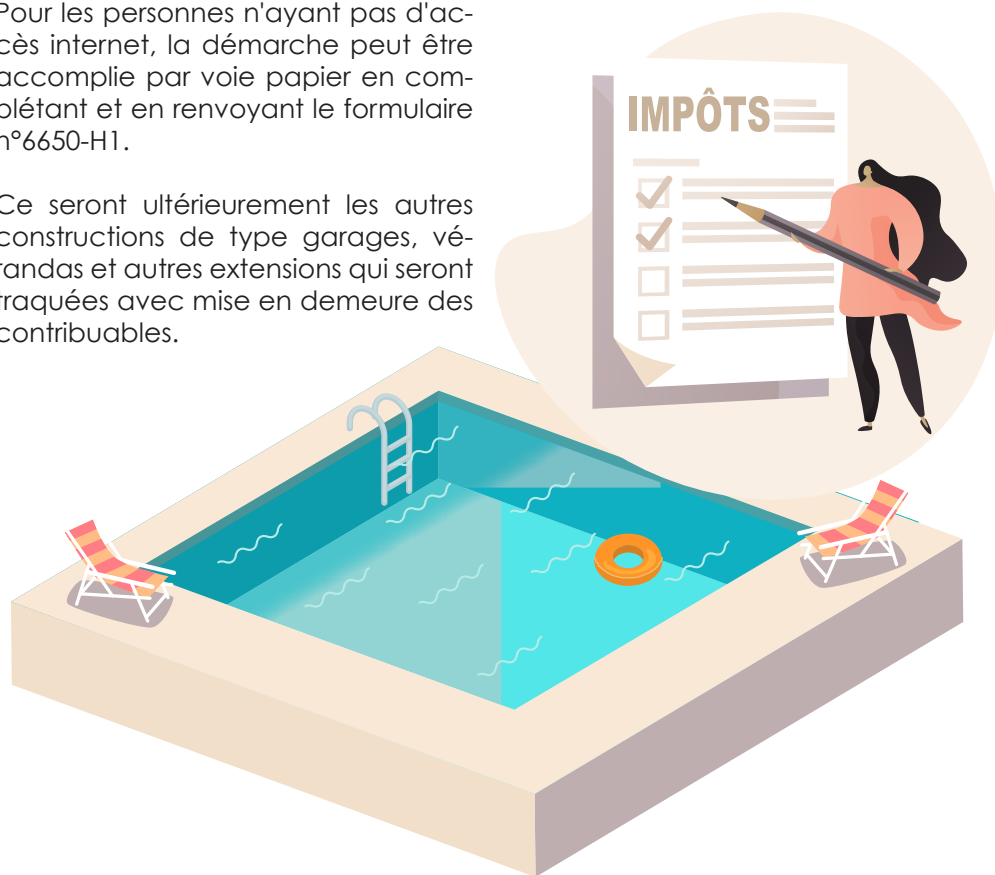 Pour les personnes n'ayant pas d'ac-
cès internet, la démarche peut être
accomplie par voie papier en com-
plétant et en renvoyant le formulaire
n°6650-H1.
Ce seront ultérieurement les autres
constructions de type garages, vé-
randas et autres extensions qui seront
traquées avec mise en demeure des
contribuables.
IMPÔTS